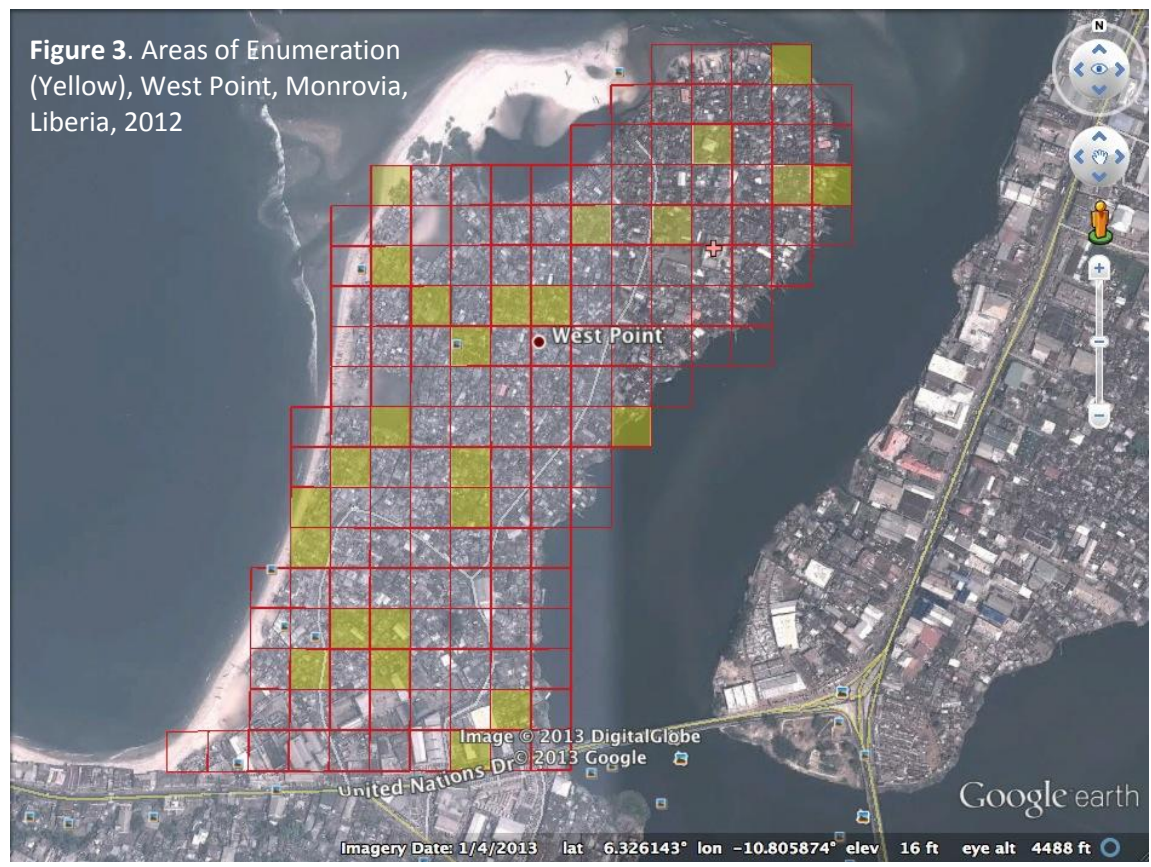 Figure 3. Areas of Enumeration
(Yellow), West Point, Monrovia,
Liberia, 2012
N
West Point
Image © 2013 DigitalGlobe
© 2013 Google
United Nations Dr
Google earth
Imagery Date: 1/4/2013 lat 6.326143° lon -10.805874° elev 16 ft eye alt 4488 ft